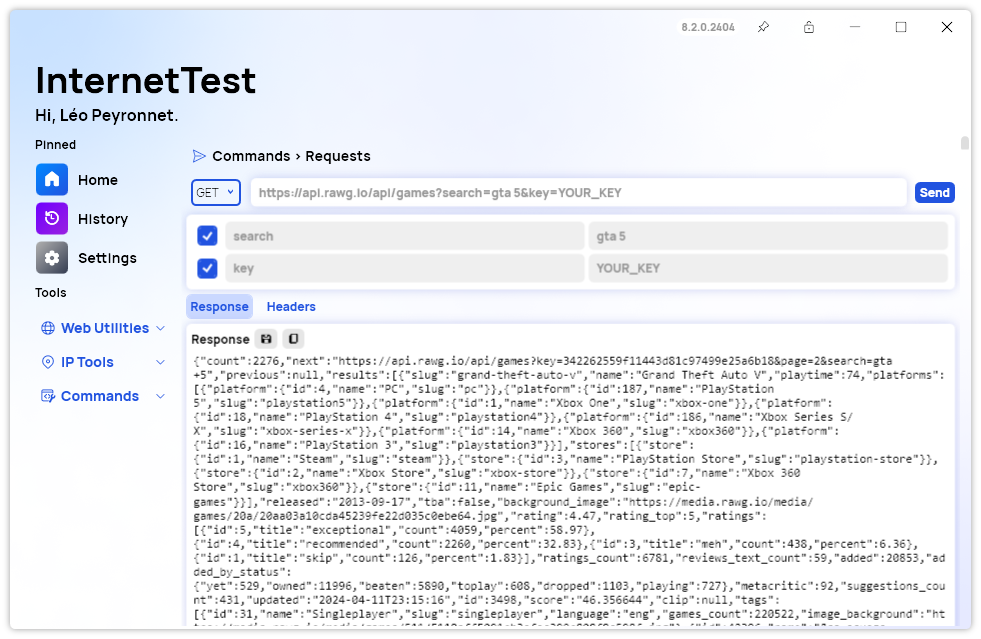 8.2.0.2404
InternetTest
Hi, Léo Peyronnet.
Pinned
Home
History
Settings
Tools
Web Utilities
IP Tools
Commands
Commands › Requests
GET
https://api.rawg.io/api/games?search=gta 5&key=YOUR_KEY
Send
search
gta 5
key
YOUR_KEY
Response Headers
Response
{"count":2276,"next":"https://api.rawg.io/api/games?key=342262559f11443d81c97499e25a6b18&page=2&search=gta
+5","previous":null,"results":[{"slug":"grand-theft-auto-v","name":"Grand Theft Auto V","playtime":74,"platforms":
[{"platform":{"id":4,"name":"PC","slug":"pc"}},{"platform":{"id":187,"name":"PlayStation
5","slug":"playstation5"}},{"platform":{"id":1,"name":"Xbox One","slug":"xbox-one"}},{"platform":
{"id":18,"name":"PlayStation 4","slug":"playstation4"}},{"platform":{"id":186,"name":"Xbox Series S/
X","slug":"xbox-series-x"}},{"platform":{"id":14,"name":"Xbox 360","slug":"xbox360"}},{"platform":
{"id":16,"name":"PlayStation 3","slug":"playstation3"}}],"stores":[{"store":
{"id":1,"name":"Steam","slug":"steam"}},{"store":{"id":3,"name":"PlayStation Store","slug":"playstation-store"}},
{"store":{"id":2,"name":"Xbox Store","slug":"xbox-store"}},{"store":{"id":7,"name":"Xbox 360
Store","slug":"xbox360"}},{"store":{"id":11,"name":"Epic Games","slug":"epic-
games"}}],"released":"2013-09-17","tba":false,"background_image":"https://media.rawg.io/media/
games/20a/20aa03a10cda45239fe22d035c0ebe64.jpg","rating":4.47,"rating_top":5,"ratings":
[{"id":5,"title":"exceptional","count":4059,"percent":58.97},
{"id":4,"title":"recommended","count":2260,"percent":32.83},{"id":3,"title":"meh","count":438,"percent":6.36},
{"id":1,"title":"skip","count":126,"percent":1.83}],"ratings_count":6781,"reviews_text_count":59,"added":20853,"ad
ded_by_status":
{"yet":529,"owned":11996,"beaten":5890,"toplay":608,"dropped":1103,"playing":727},"metacritic":92,"suggestions_co
unt":431,"updated":"2024-04-11T23:15:16","id":3498,"score":"46.356644","clip":null,"tags":
[{"id":31,"name":"Singleplayer","slug":"singleplayer","language":"eng","games_count":220522,"image_background":"ht